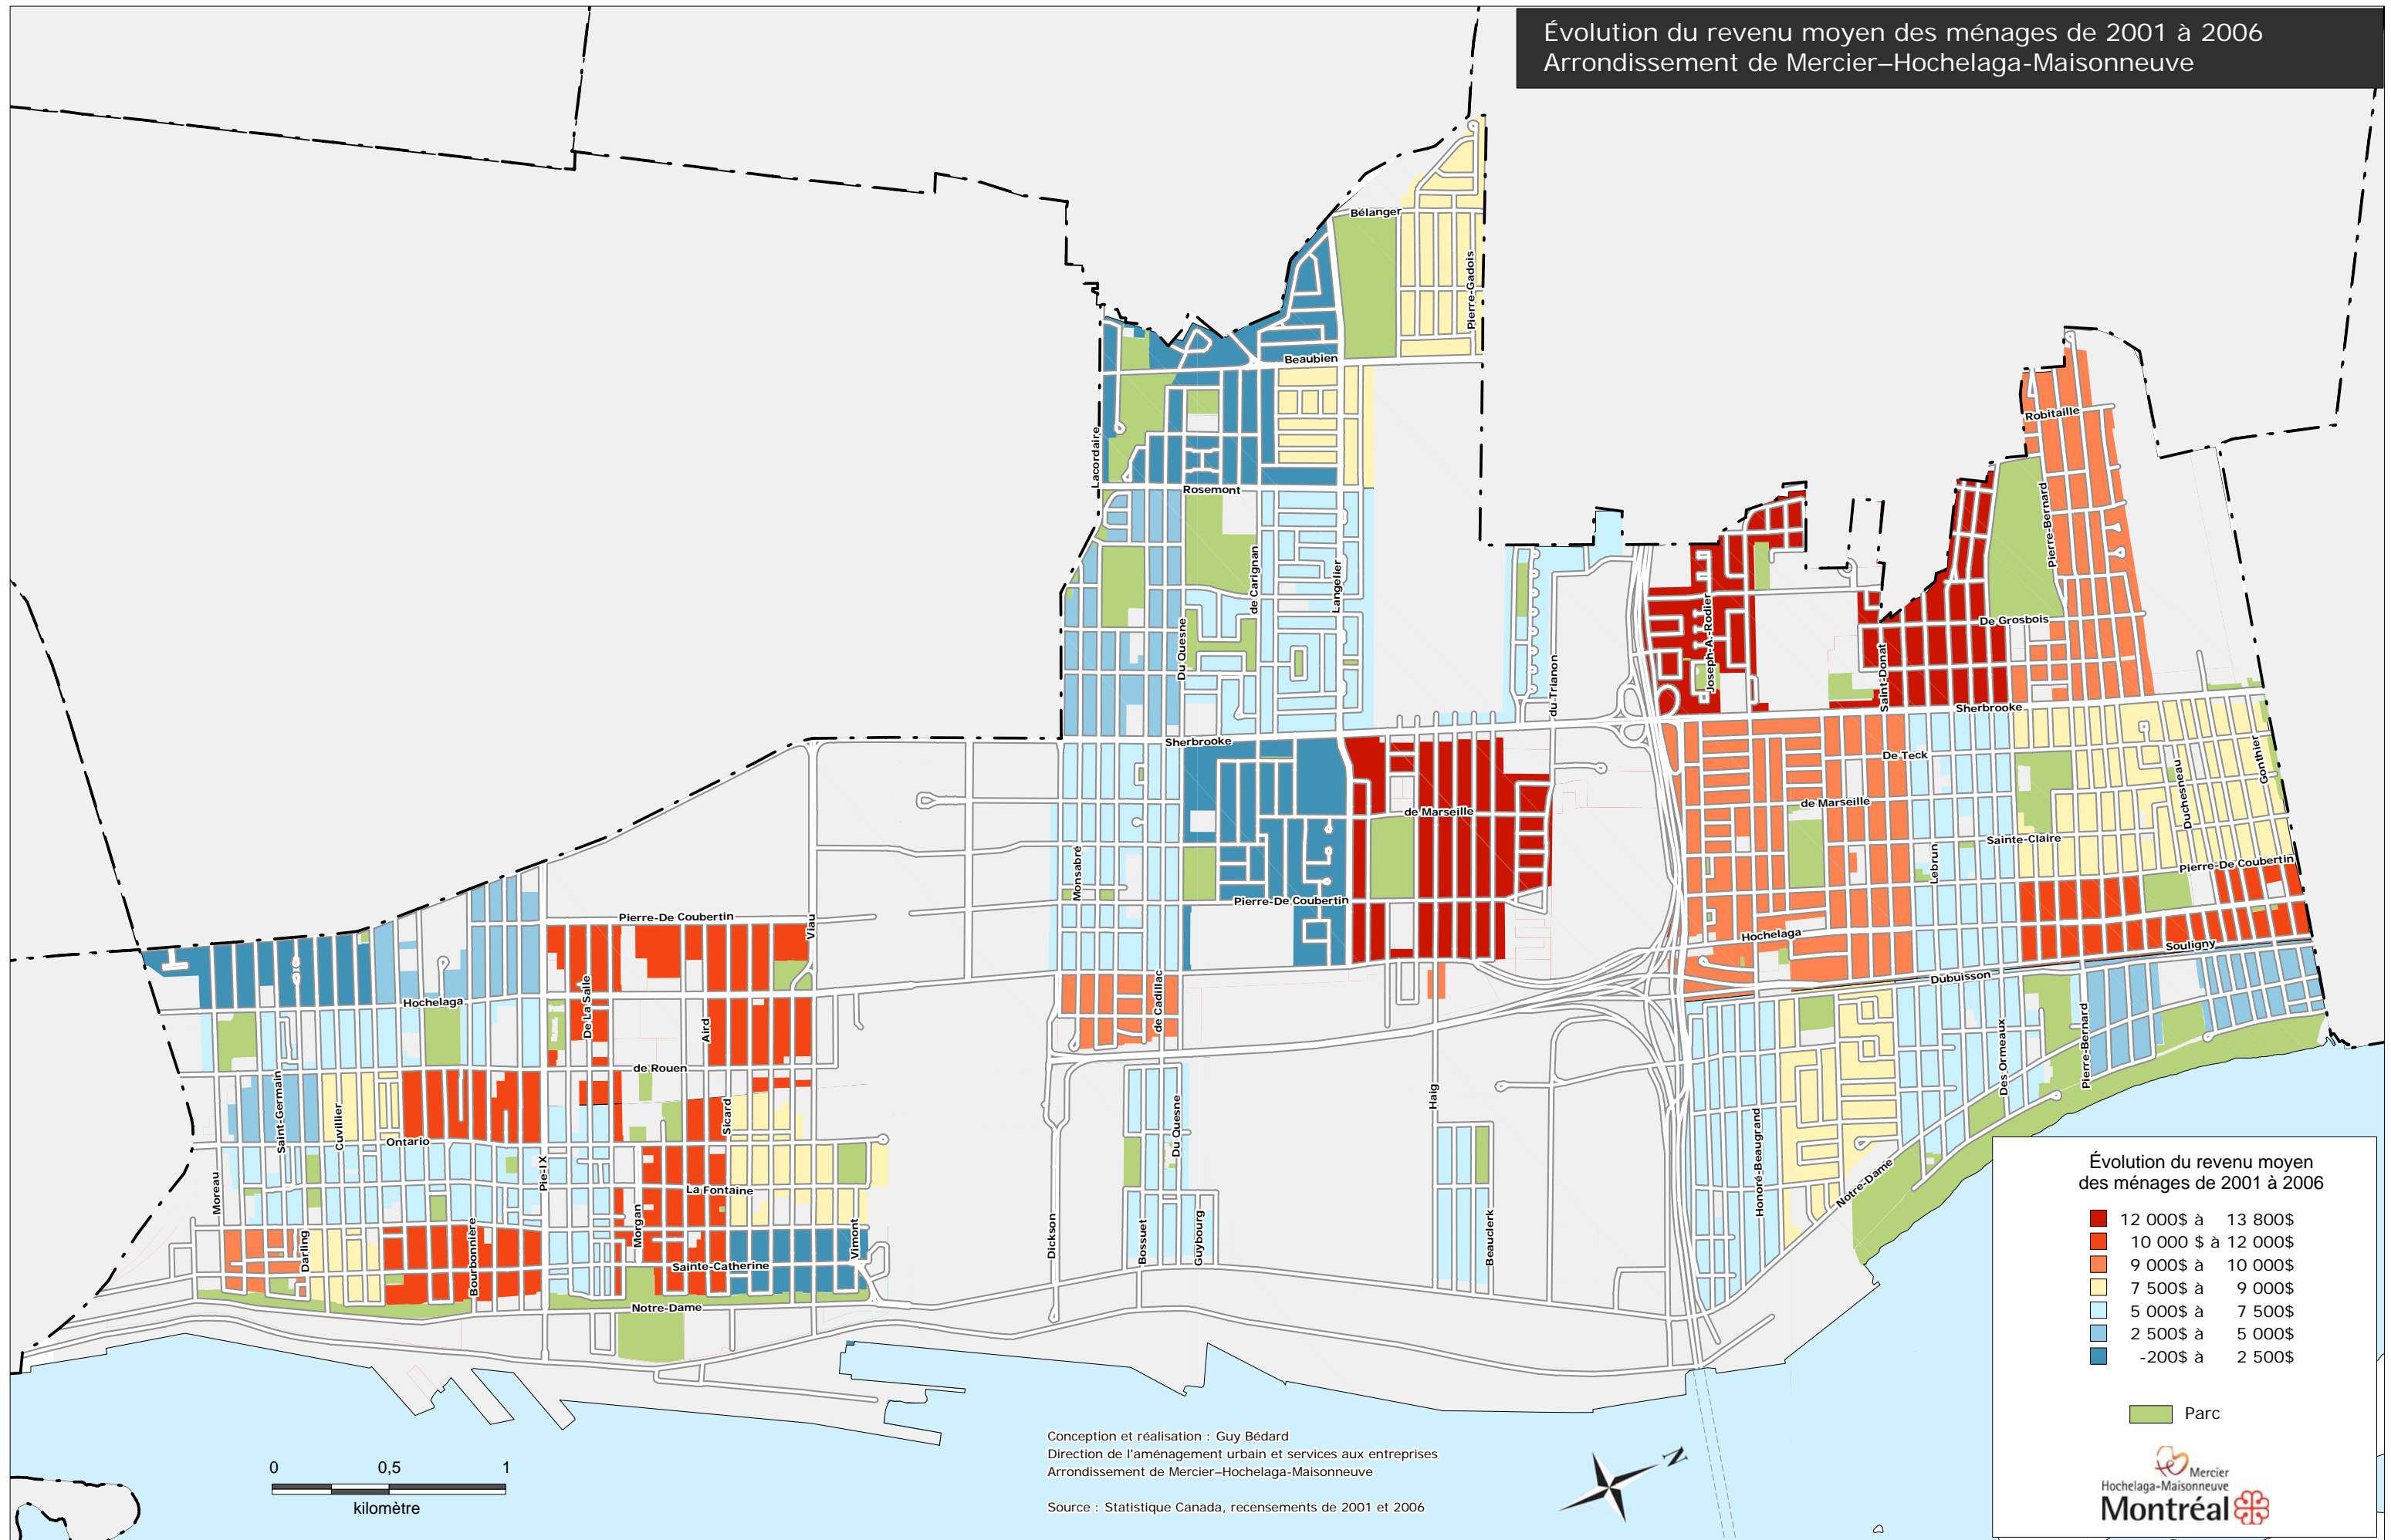 Évolution du revenu moyen des ménages de 2001 à 2006
Arrondissement de Mercier–Hochelaga-Maisonneuve
Bélanger
Pierre-Gadois
Beaubien
Lacordaire
Rosemont
Robitaille
Pierre-Bernard
de Carignan
Langelier
Du Quesne
De Grosbois
Joseph-A.-Rodier
du Trianon
Saint-Donat
Sherbrooke
Sherbrooke
De Teck
Gonthier
Duchesneau
de Marseille
de Marseille
Sainte-Claire
Monsabré
Lebrun
Pierre-De Coubertin
Pierre-De Coubertin
Pierre-De Coubertin
Viau
Hochelaga
Souligny
Dubuisson
Hochelaga
De La Salle
Aird
de Cadillac
Des Ormeaux
Pierre-Bernard
de Rouen
Saint-Germain
Cuvillier
Sicard
Haig
Du Quesne
Honoré-Beaugrand
Ontario
Pie-IX
Moreau
La Fontaine
Notre-Dame
Morgan
Darling
Bourbonnière
Vimont
Dickson
Bossuet
Guybourg
Beauclerk
Sainte-Catherine
Notre-Dame
Évolution du revenu moyen
des ménages de 2001 à 2006
12 000$ à 13 800$
10 000 $ à 12 000$
9 000$ à 10 000$
7 500$ à 9 000$
5 000$ à 7 500$
2 500$ à 5 000$
-200$ à 2 500$
Parc
Mercier
Hochelaga-Maisonneuve
Montréal
0 0,5 1
kilomètre
Conception et réalisation : Guy Bédard
Direction de l'aménagement urbain et services aux entreprises
Arrondissement de Mercier–Hochelaga-Maisonneuve
Source : Statistique Canada, recensements de 2001 et 2006
N